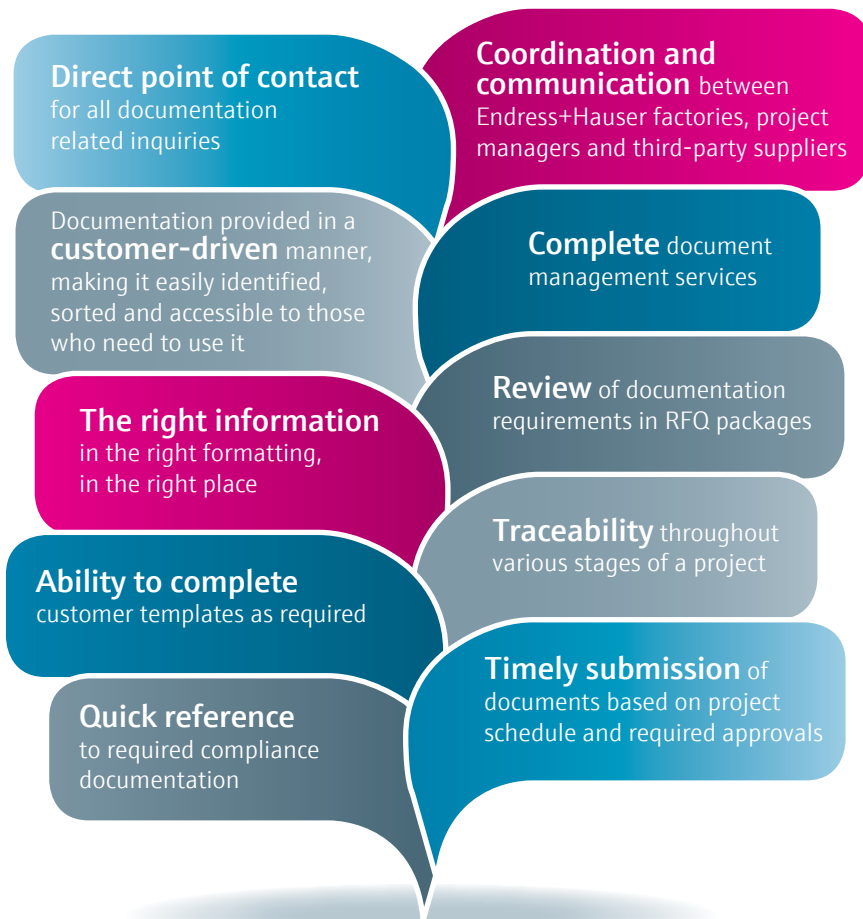 Direct point of contact
for all documentation
related inquiries
Coordination and
communication between
Endress+Hauser factories, project
managers and third-party suppliers
Documentation provided in a
customer-driven manner,
making it easily identified,
sorted and accessible to those
who need to use it
Complete document
management services
The right information
in the right formatting,
in the right place
Review of documentation
requirements in RFQ packages
Ability to complete
customer templates as required
Traceability throughout
various stages of a project
Quick reference
to required compliance
documentation
Timely submission of
documents based on project
schedule and required approvals